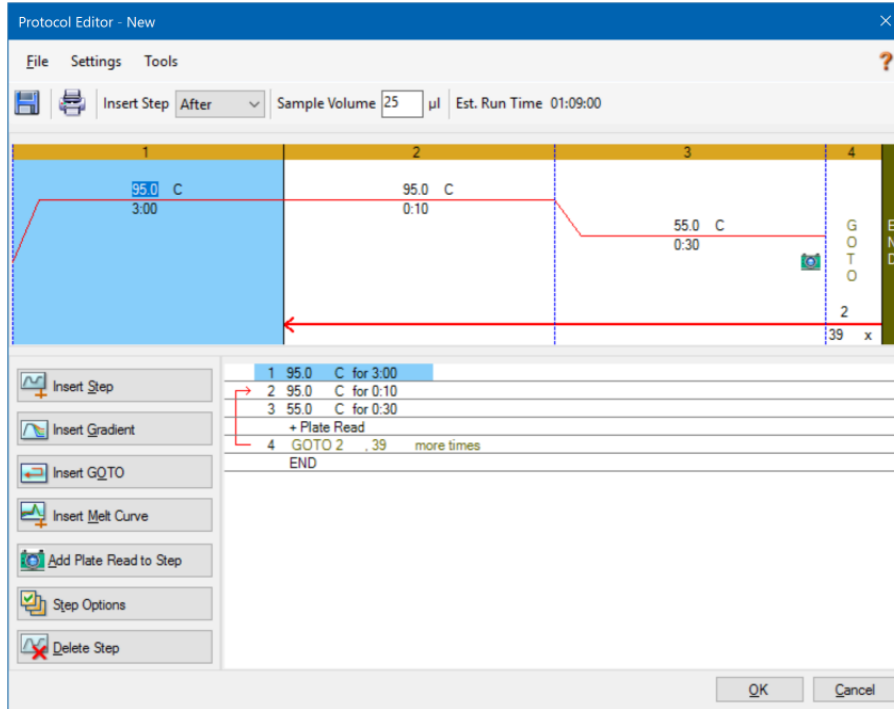 Protocol Editor - New
File Settings Tools ?
Insert Step After Sample Volume 25 µl Est. Run Time 01:09:00
1 2 3 4
95.0 C 95.0 C
3:00 0:10
55.0 C
0:30
GOTO
2
39 x
END
Insert Step
Insert Gradient
Insert GOTO
Insert Melt Curve
Add Plate Read to Step
Step Options
Delete Step
1 95.0 C for 3:00
2 95.0 C for 0:10
3 55.0 C for 0:30
+ Plate Read
4 GOTO 2 , 39 more times
END
OK Cancel